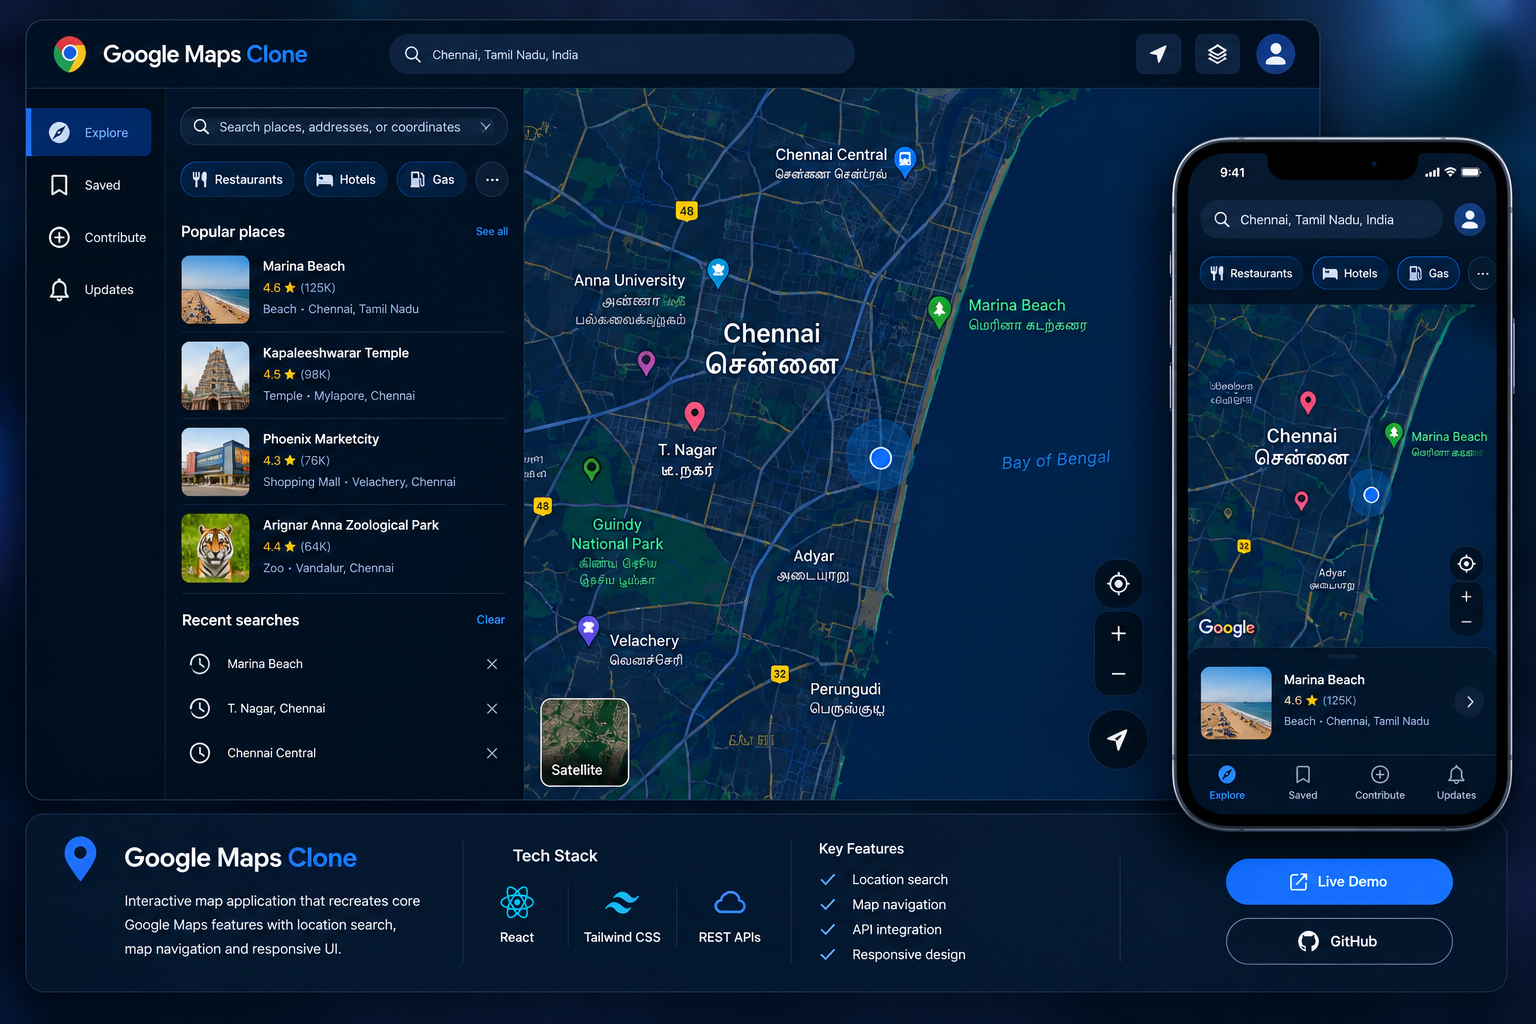 Google Maps Clone
Chennai, Tamil Nadu, India
Explore
Saved
Contribute
Updates
Search places, addresses, or coordinates
Restaurants
Hotels
Gas
Popular places
See all
Marina Beach
4.6 ★ (125K)
Beach • Chennai, Tamil Nadu
Kapaleeshwarar Temple
4.5 ★ (98K)
Temple • Mylapore, Chennai
Phoenix Marketcity
4.3 ★ (76K)
Shopping Mall • Velachery, Chennai
Arignar Anna Zoological Park
4.4 ★ (64K)
Zoo • Vandalur, Chennai
Recent searches
Clear
Marina Beach
T. Nagar, Chennai
Chennai Central
Chennai Central
சென்னை
48
Anna University
Chennai
சென்னை
Marina Beach
மெரினா கடற்கரை
T. Nagar
டீ.நகர்
48
Bay of Bengal
Guindy
National Park
Adyar
Velachery
32
Perungudi
Satellite
9:41
Chennai, Tamil Nadu, India
Restaurants
Hotels
Gas
Chennai
சென்னை
Marina Beach
மெரினா
32
Adyar
Google
Marina Beach
4.6 ★ (125K)
Beach • Chennai, Tamil Nadu
Explore
Saved
Contribute
Updates
Google Maps Clone
Interactive map application that recreates core
Google Maps features with location search,
map navigation and responsive UI.
Tech Stack
React
Tailwind CSS
REST APIs
Key Features
Location search
Map navigation
API integration
Responsive design
Live Demo
GitHub